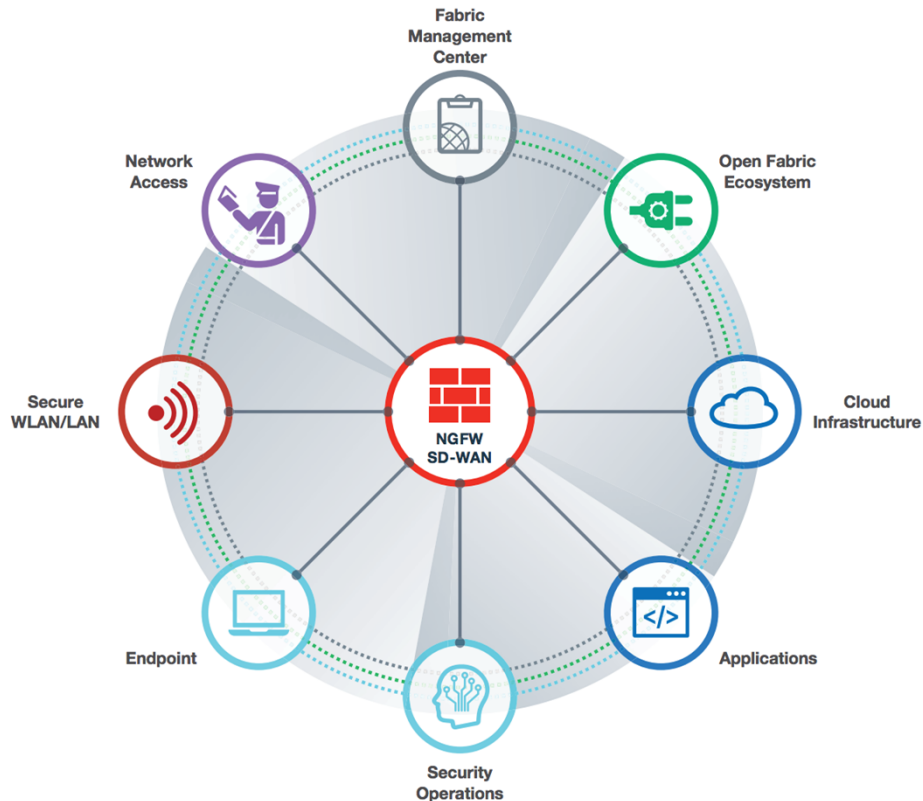 Fabric
Management
Center
Network
Access
Open Fabric
Ecosystem
Secure
WLAN/LAN
NGFW
SD-WAN
Cloud
Infrastructure
Endpoint
</>
Applications
Security
Operations